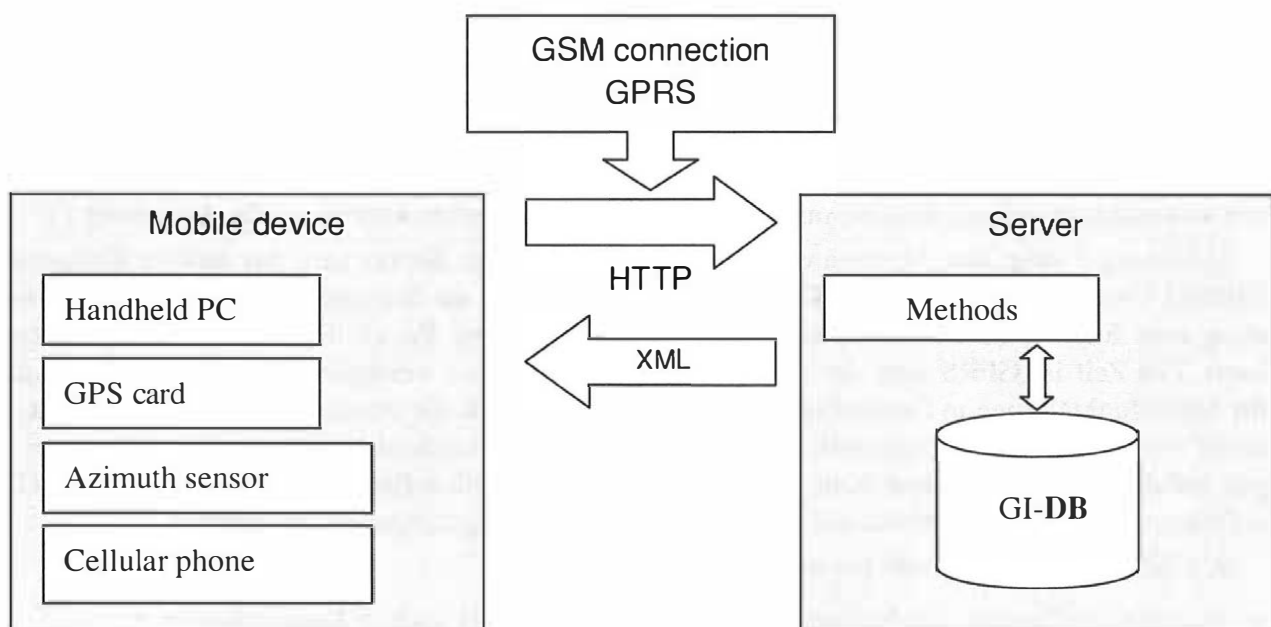 GSM connection
GPRS
Mobile device
Handheld PC
GPS card
Azimuth sensor
Cellular phone
HTTP
XML
Server
Methods
GI-DB